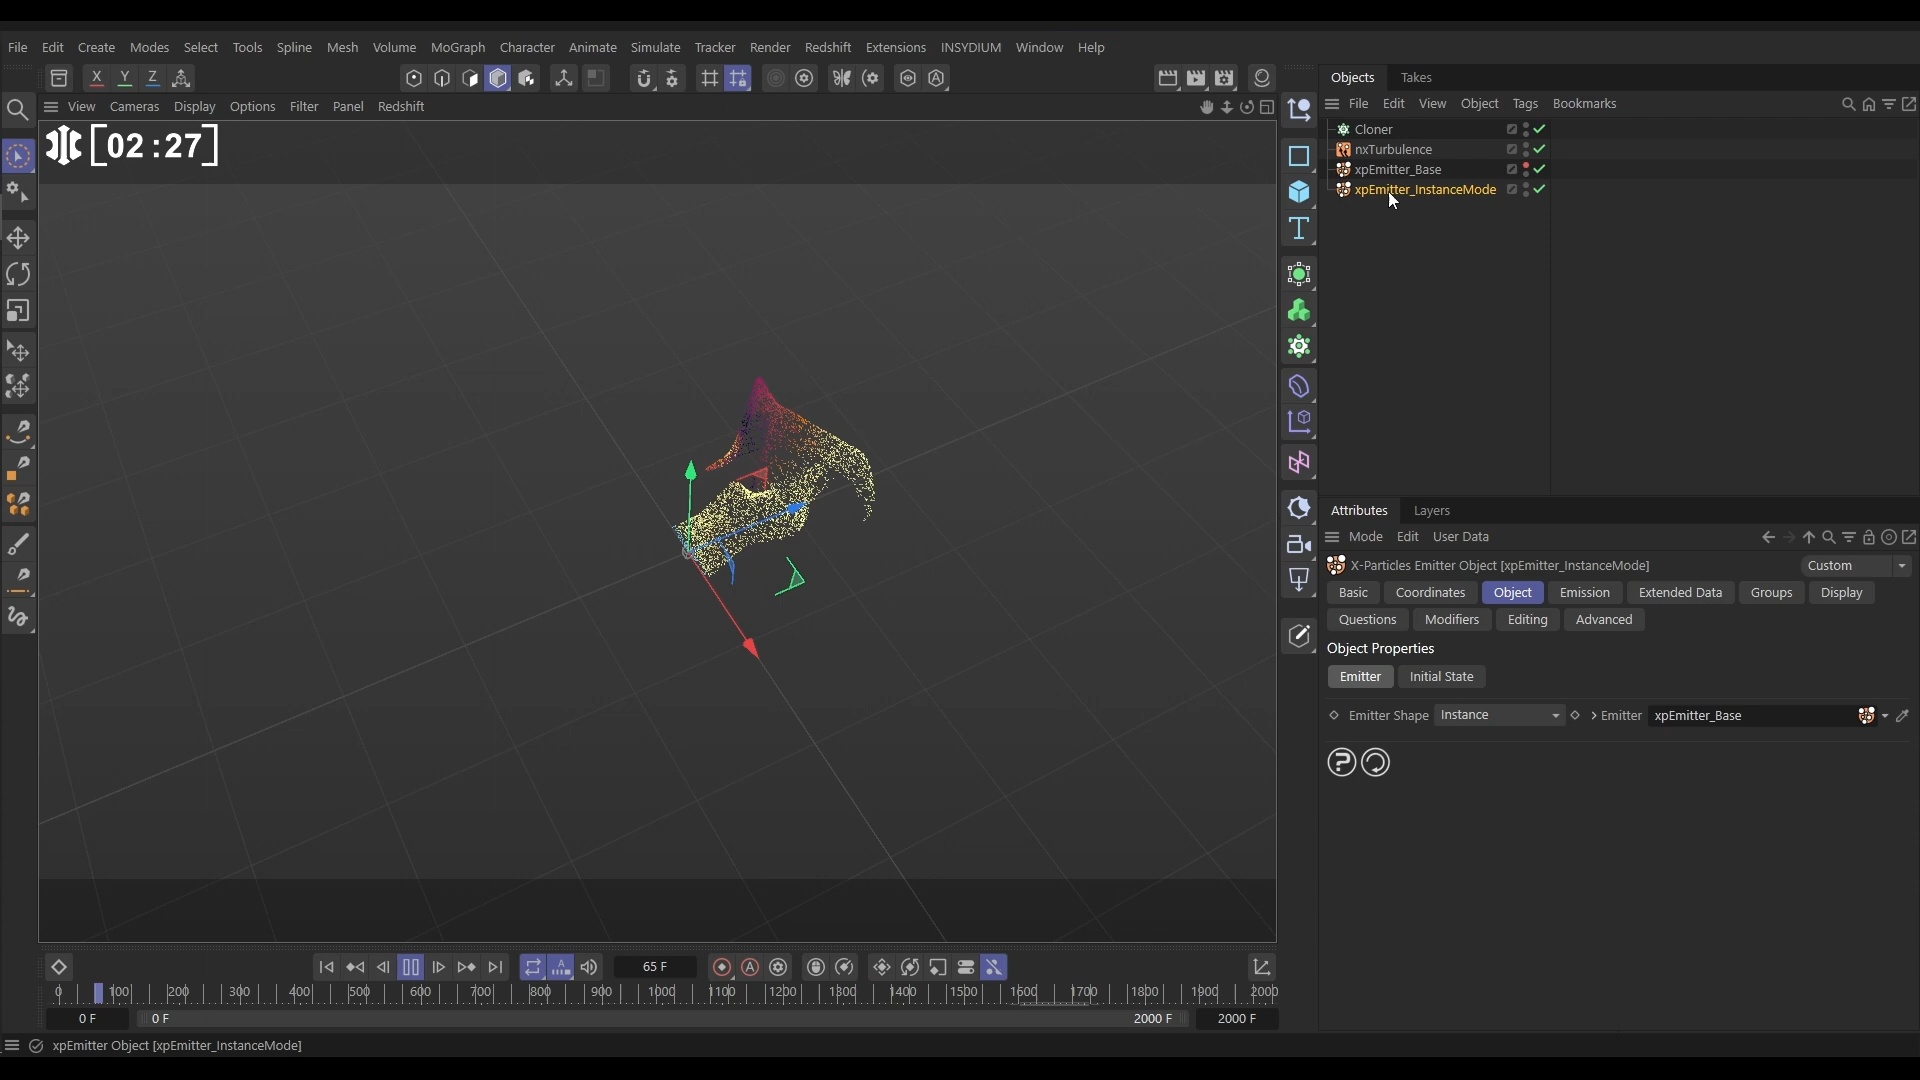 File Edit Create Modes Select Tools Spline Mesh Volume MoGraph Character Animate Simulate Tracker Render Redshift Extensions INSYDIUM Window Help
X Y Z
View Cameras Display Options Filter Panel Redshift
[02:27]
Objects Takes
File Edit View Object Tags Bookmarks
Cloner
nxTurbulence
xpEmitter_Base
xpEmitter_InstanceMode
Attributes Layers
Mode Edit User Data
X-Particles Emitter Object [xpEmitter_InstanceMode] Custom
Basic Coordinates Object Emission Extended Data Groups Display
Questions Modifiers Editing Advanced
Object Properties
Emitter Initial State
Emitter Shape Instance > Emitter xpEmitter_Base
65 F
0 100 200 300 400 500 600 700 800 900 1000 1100 1200 1300 1400 1500 1600 1700 1800 1900 2000
0 F 0 F 2000 F 2000 F
xpEmitter Object [xpEmitter_InstanceMode]